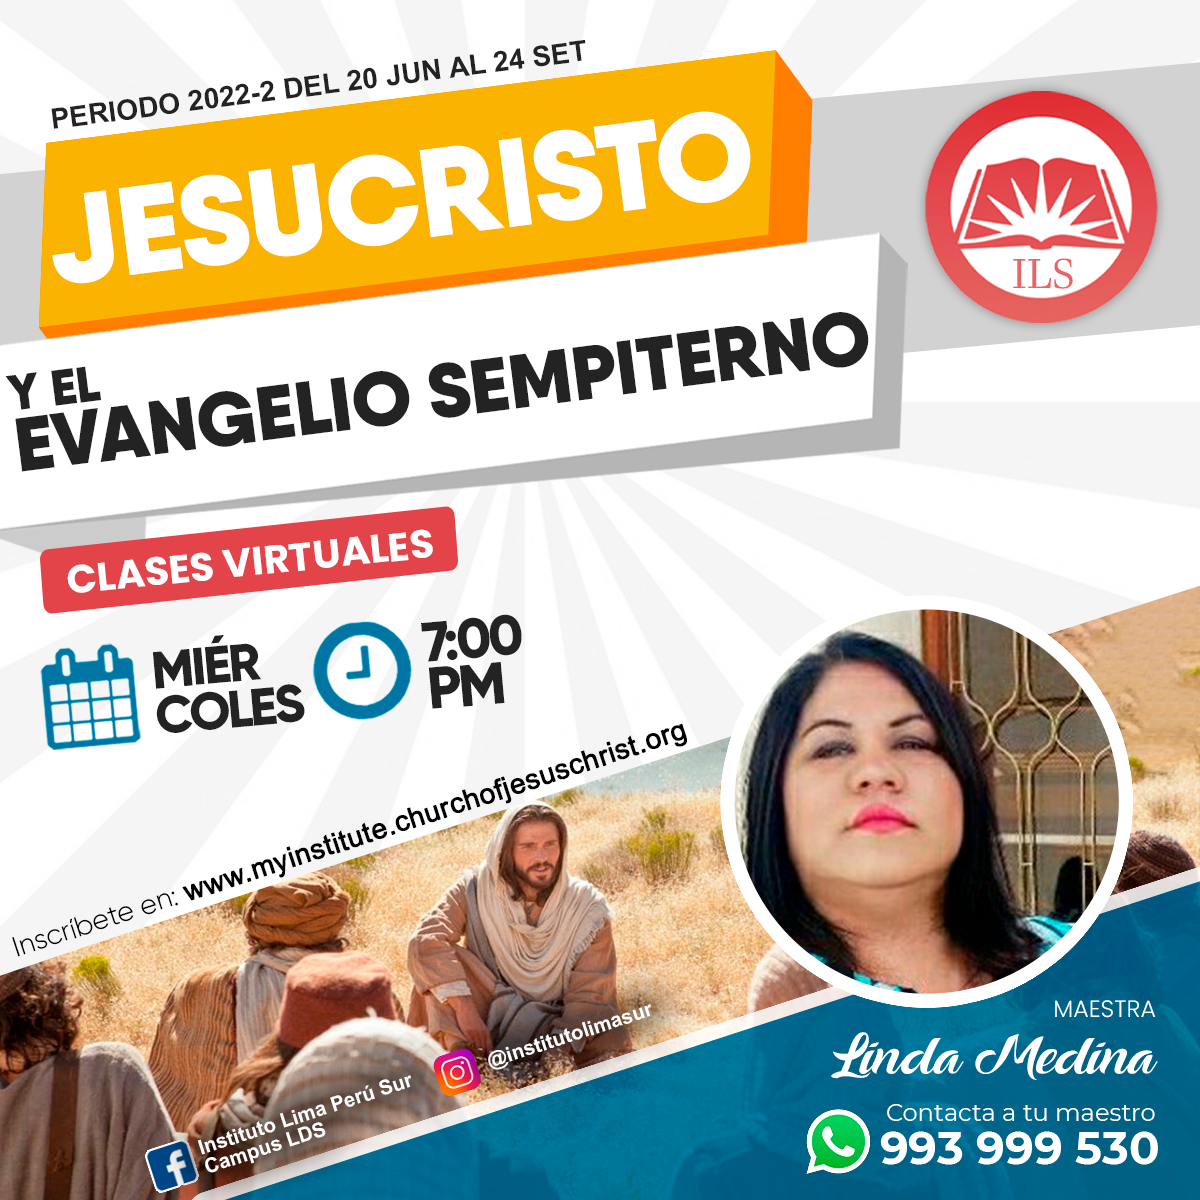 PERIODO 2022-2 DEL 20 JUN AL 24 SET
JESUCRISTO
ILS
Y EL
EVANGELIO SEMPITERNO
CLASES VIRTUALES
MIÉR
COLES
7:00
PM
Inscríbete en: www.myinstitute.churchofjesuschrist.org
MAESTRA
Linda Medina
Contacta a tu maestro
993 999 530
@institutolimasur
Instituto Lima Perú Sur
Campus LDS